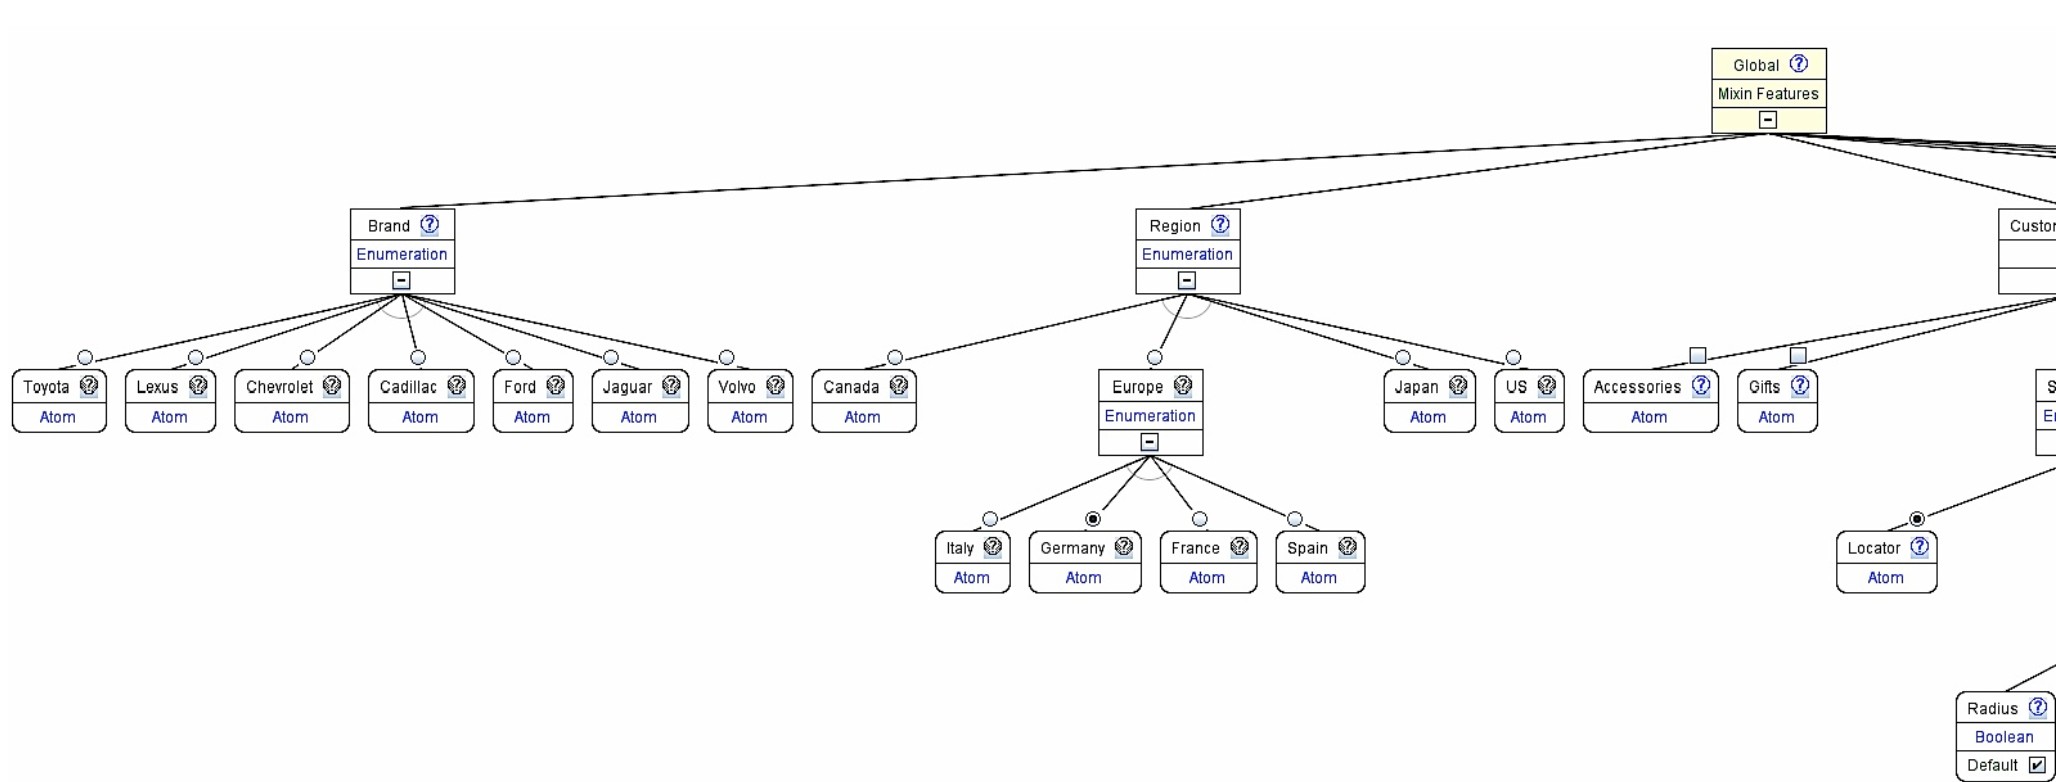 Global
Mixin Features
Brand
Enumeration
Region
Enumeration
Custor
Toyota
Atom
Lexus
Atom
Chevrolet
Atom
Cadillac
Atom
Ford
Atom
Jaguar
Atom
Volvo
Atom
Canada
Atom
Europe
Enumeration
Japan
Atom
US
Atom
Accessories
Atom
Gifts
Atom
S
E
Italy
Atom
Germany
Atom
France
Atom
Spain
Atom
Locator
Atom
Radius
Boolean
Default